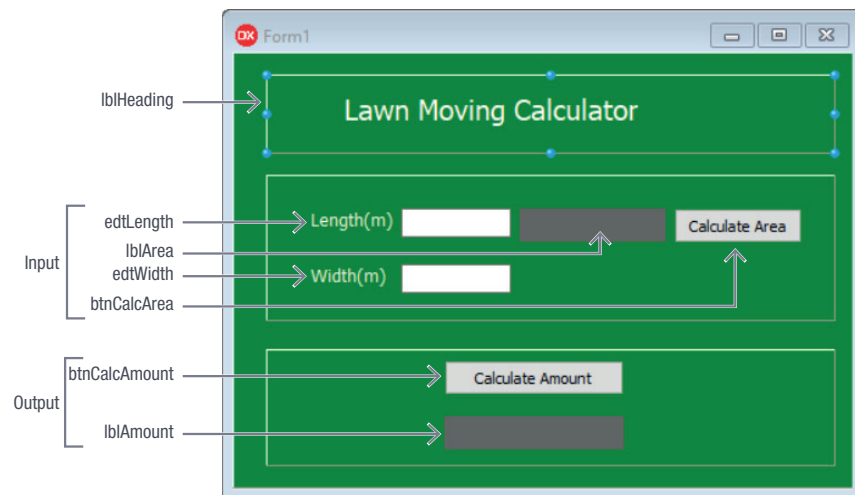 DX Form1
lblHeading
Lawn Moving Calculator
Input
edtLength
Length(m)
Calculate Area
lblArea
edtWidth
Width(m)
btnCalcArea
Output
btnCalcAmount
Calculate Amount
lblAmount